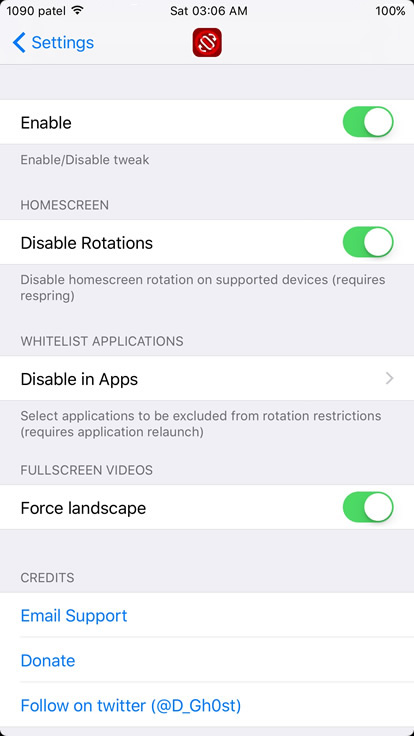 1090 patel Sat 03:06 AM 100%
Settings
Enable
Enable/Disable tweak
HOMESCREEN
Disable Rotations
Disable homescreen rotation on supported devices (requires
respring)
WHITELIST APPLICATIONS
Disable in Apps
Select applications to be excluded from rotation restrictions
(requires application relaunch)
FULLSCREEN VIDEOS
Force landscape
CREDITS
Email Support
Donate
Follow on twitter (@D_Gh0st)